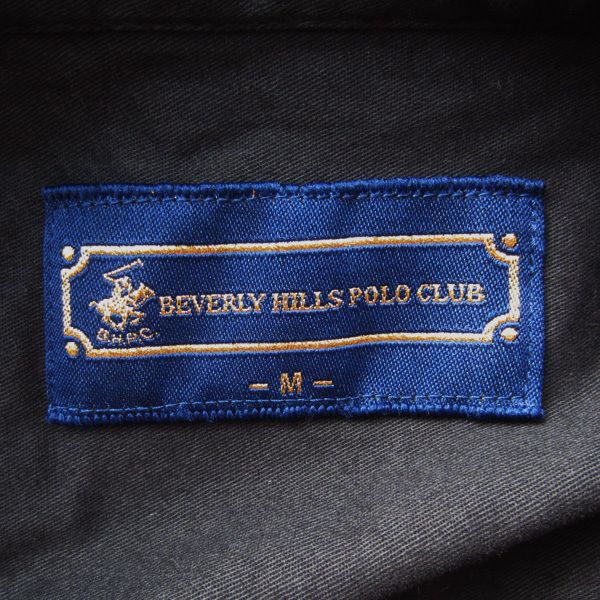 BEVERLY HILLS POLO CLUB
B.H.P.C.
- M -